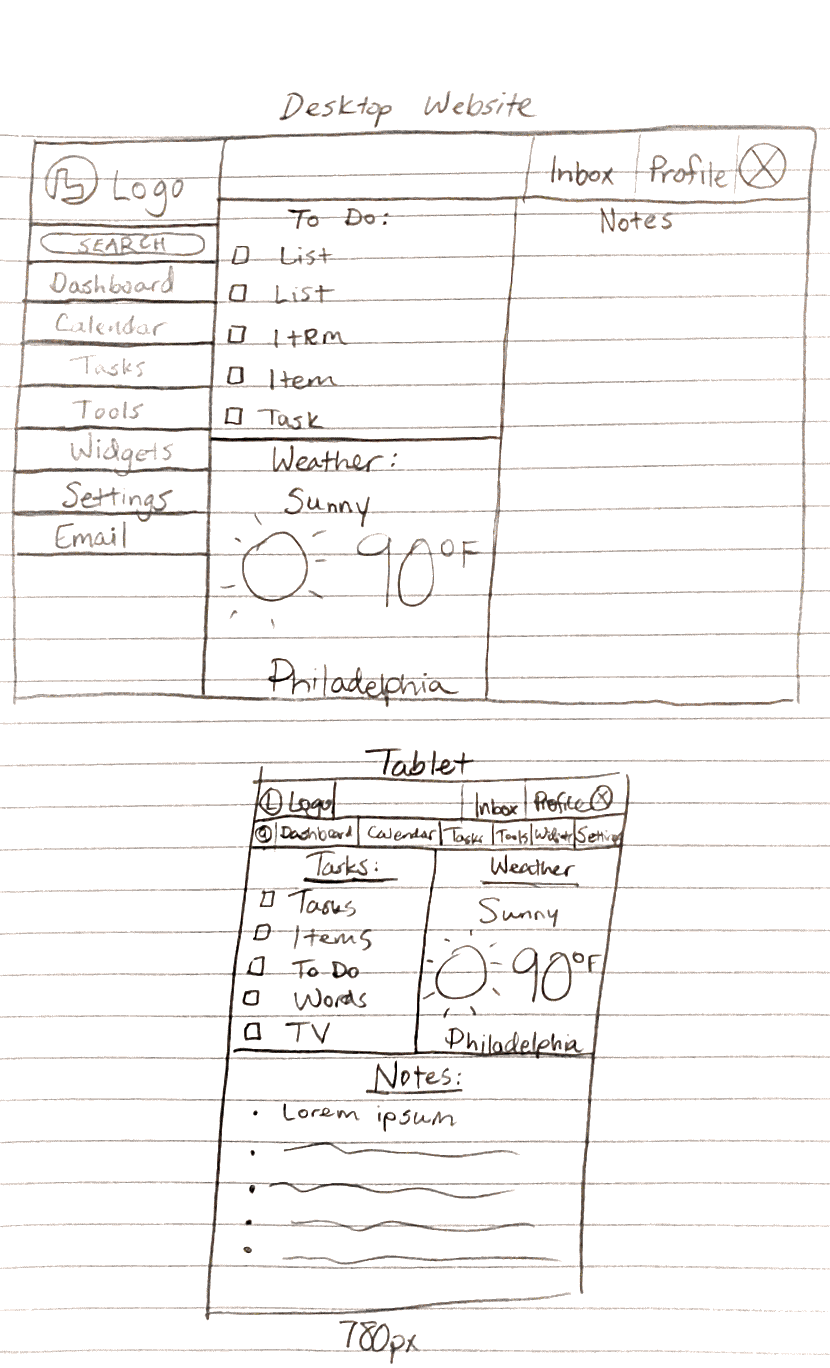 Desktop Website
Logo
Inbox Profile
SEARCH
Dashboard
Calendar
Tasks
Tools
Widgets
Settings
Email
To Do:
List
List
Item
Item
Task
Weather:
Sunny
90°F
Philadelphia
Notes
Tablet
L Logo Inbox Profile
Dashboard Calendar Tasks Tools Widgets Setting
Tasks:
Tasks
Items
To Do
Words
TV
Weather
Sunny
90°F
Philadelphia
Notes:
Lorem ipsum
780px